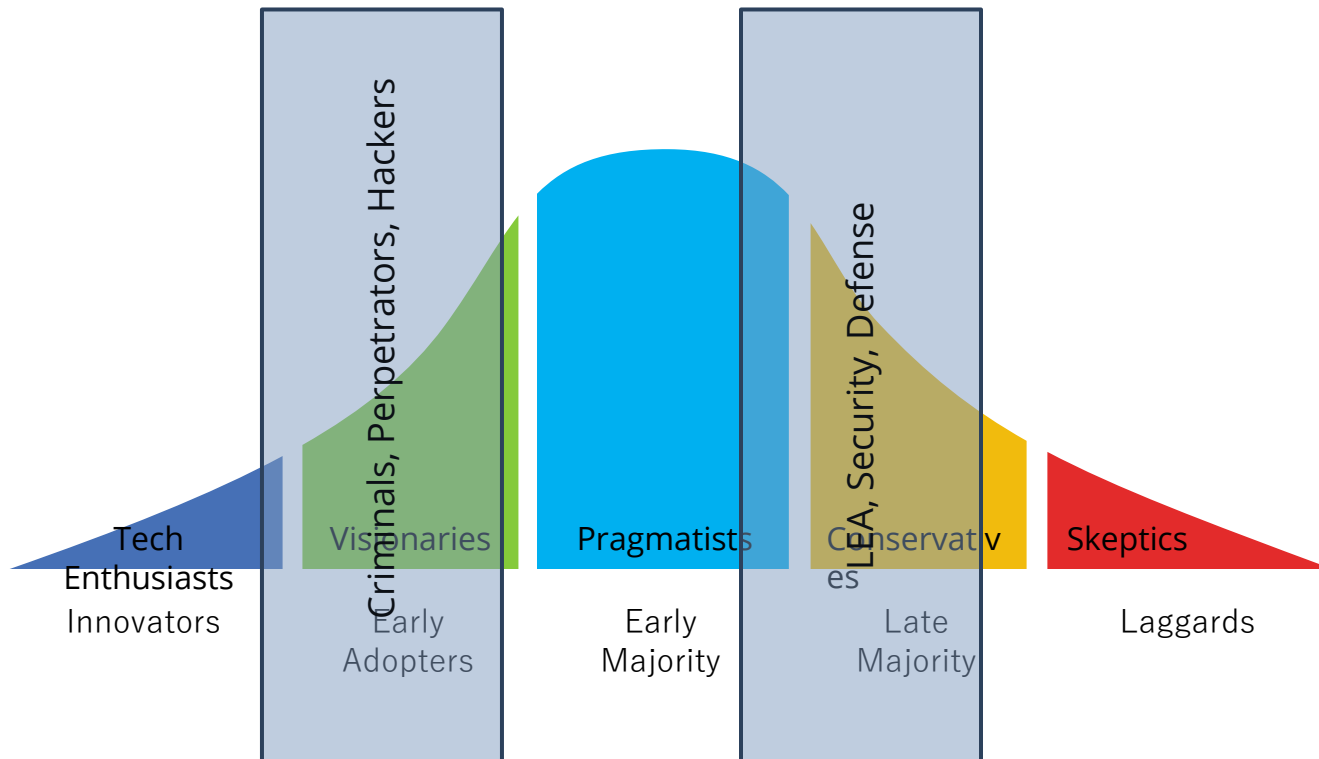 Criminals, Perpetrators, Hackers
LEA, Security, Defense
Tech
Enthusiasts
Visionaries
Pragmatists
Conservativ
es
Skeptics
Innovators
Early
Adopters
Early
Majority
Late
Majority
Laggards